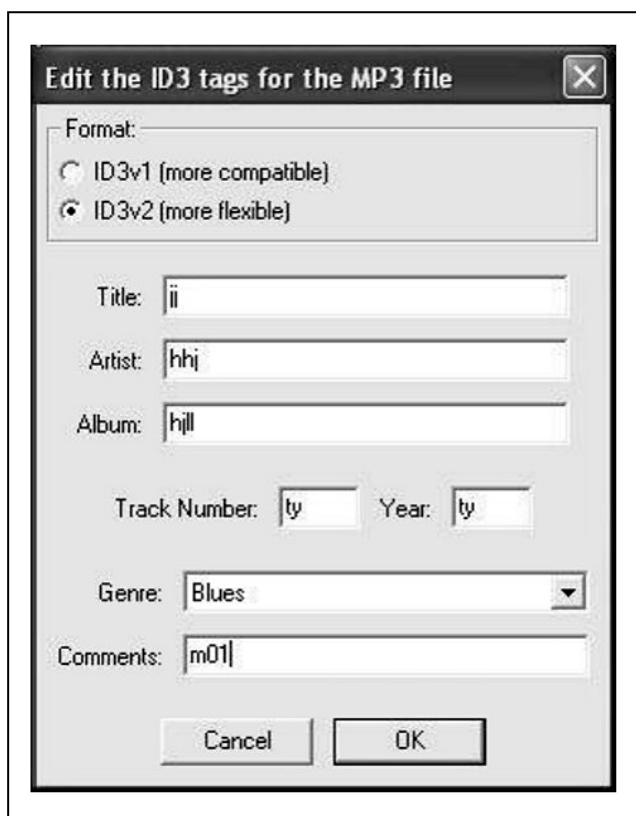 Edit the ID3 tags for the MP3 file
Format:
ID3v1 (more compatible)
ID3v2 (more flexible)
Title: jj
Artist: hhj
Album: hjll
Track Number: ty Year: ty
Genre: Blues
Comments: m01
Cancel OK